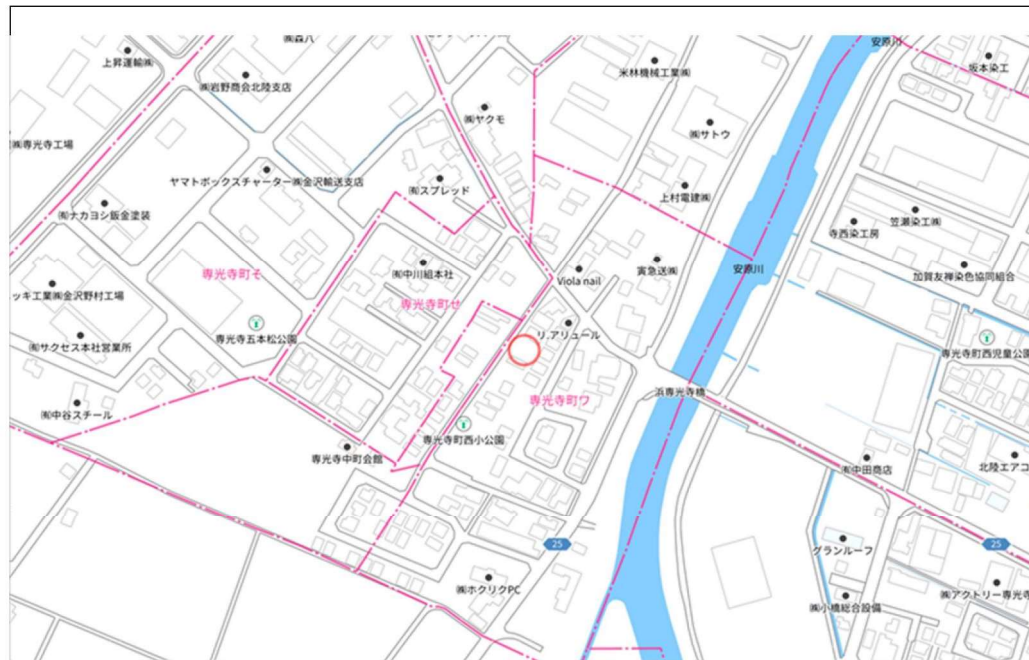 上昇運輸㈱
㈱岩野商会北陸支店
㈱専光寺工場
ヤマトボックスチャーター㈱金沢輸送支店
㈲ナカヨシ鈑金塗装
㈱ヤクモ
㈲スプレッド
米林機械工業㈱
㈱サトウ
上村電建㈱
安原川
坂本染工
笠瀬染工㈱
寺西染工房
加賀友禅染色協同組合
安原川
寅急送㈱
Viola nail
㈲中川組本社
専光寺町そ
専光寺町せ
ッキ工業㈱金沢野村工場
専光寺五本松公園
㈲サクセス本社営業所
リ.アリュール
専光寺町西児童公園
専光寺町ワ
浜専光寺橋
㈲中谷スチール
専光寺町西小公園
専光寺中町会館
㈲中田商店
北陸エアコ
25
25
グランルーフ
㈱ホクリクPC
㈱小橋総合設備
㈱アクトリー専光寺